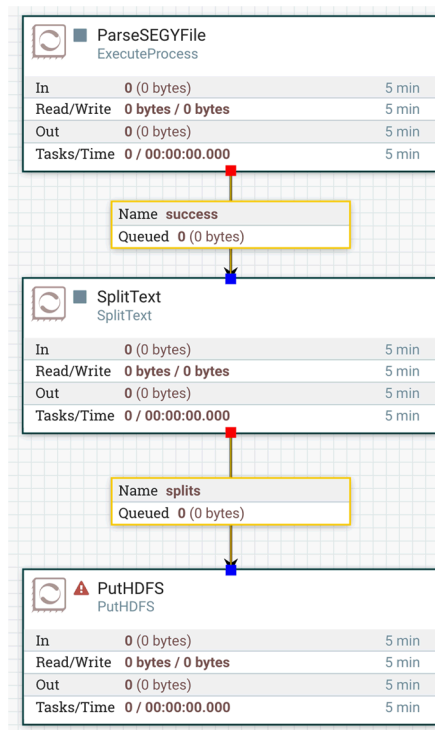 ParseSEGYFile
ExecuteProcess
In 0 (0 bytes) 5 min
Read/Write 0 bytes / 0 bytes 5 min
Out 0 (0 bytes) 5 min
Tasks/Time 0 / 00:00:00.000 5 min
Name success
Queued 0 (0 bytes)
SplitText
SplitText
In 0 (0 bytes) 5 min
Read/Write 0 bytes / 0 bytes 5 min
Out 0 (0 bytes) 5 min
Tasks/Time 0 / 00:00:00.000 5 min
Name splits
Queued 0 (0 bytes)
PutHDFS
PutHDFS
In 0 (0 bytes) 5 min
Read/Write 0 bytes / 0 bytes 5 min
Out 0 (0 bytes) 5 min
Tasks/Time 0 / 00:00:00.000 5 min